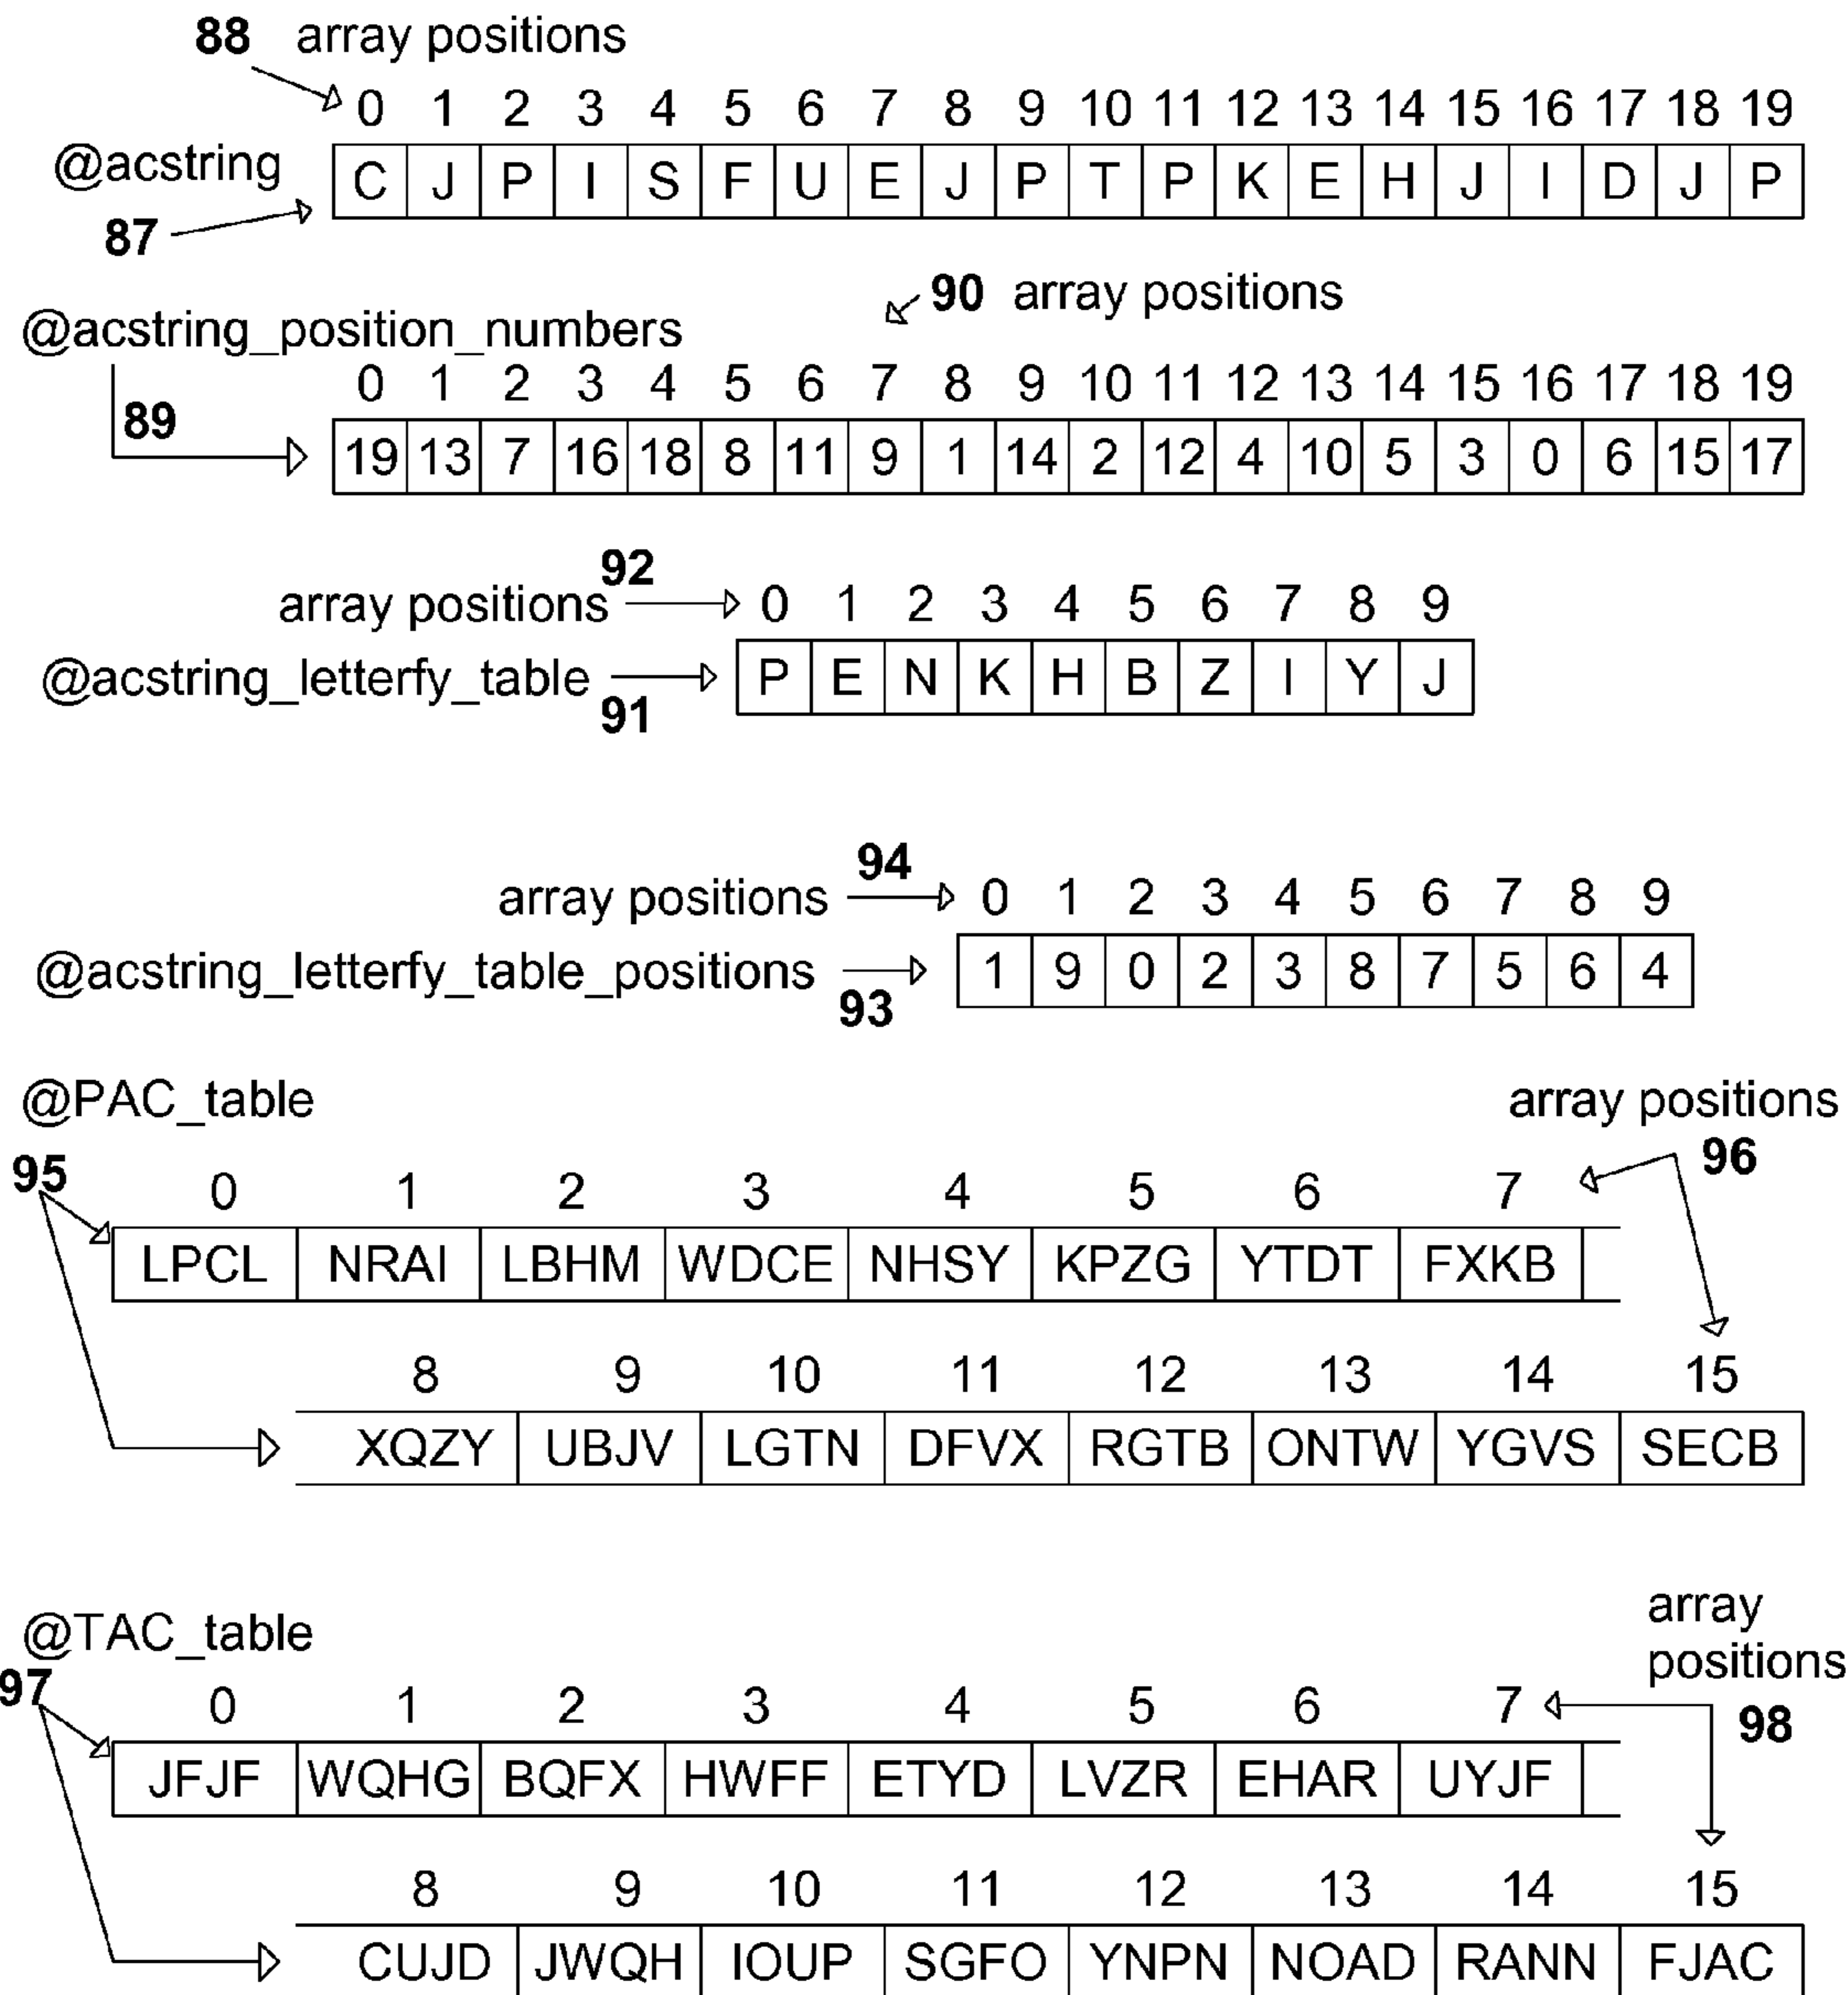 88 array positions
0 1 2 3 4 5 6 7 8 9 10 11 12 13 14 15 16 17 18 19
@acstring
C J P I S F U E J P T P K E H J I D J P
87
90 array positions
@acstring_position_numbers
0 1 2 3 4 5 6 7 8 9 10 11 12 13 14 15 16 17 18 19
89
19 13 7 16 18 8 11 9 1 14 2 12 4 10 5 3 0 6 15 17
92
array positions 0 1 2 3 4 5 6 7 8 9
@acstring_letterfy_table P E N K H B Z I Y J
91
94
array positions 0 1 2 3 4 5 6 7 8 9
@acstring_letterfy_table_positions 1 9 0 2 3 8 7 5 6 4
93
@PAC_table
array positions
95
96
0 1 2 3 4 5 6 7
LPCL NRAI LBHM WDCE NHSY KPZG YTDT FXKB
8 9 10 11 12 13 14 15
XQZY UBJV LGTN DFVX RGTB ONTW YGVS SECB
@TAC_table
array
positions
97
98
0 1 2 3 4 5 6 7
JFJF WQHG BQFX HWFF ETYD LVZR EHAR UYJF
8 9 10 11 12 13 14 15
CUJD JWQH IOUP SGFO YNPN NOAD RANN FJAC